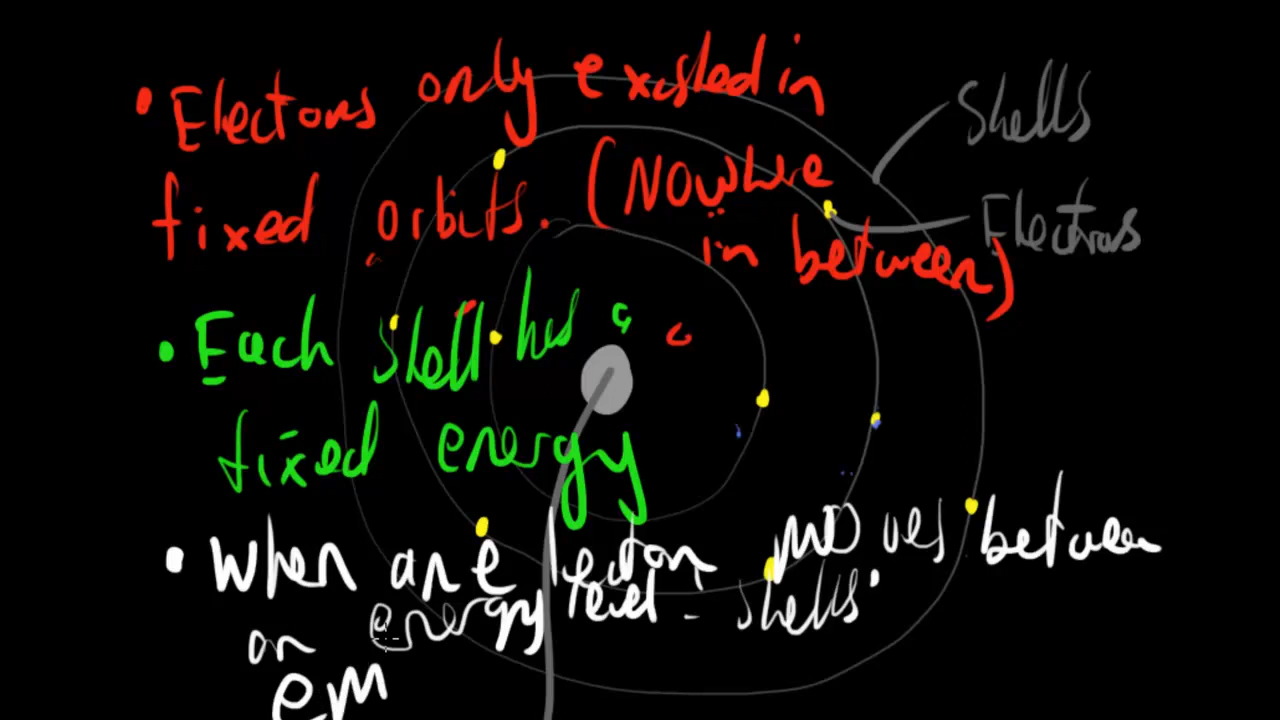 • Electons only existed in
fixed orbits. (Nowhere
in between)
Shells
Electrons
• Each shell has a
fixed energy
• When an electron moves between
energy level - shells
an
em